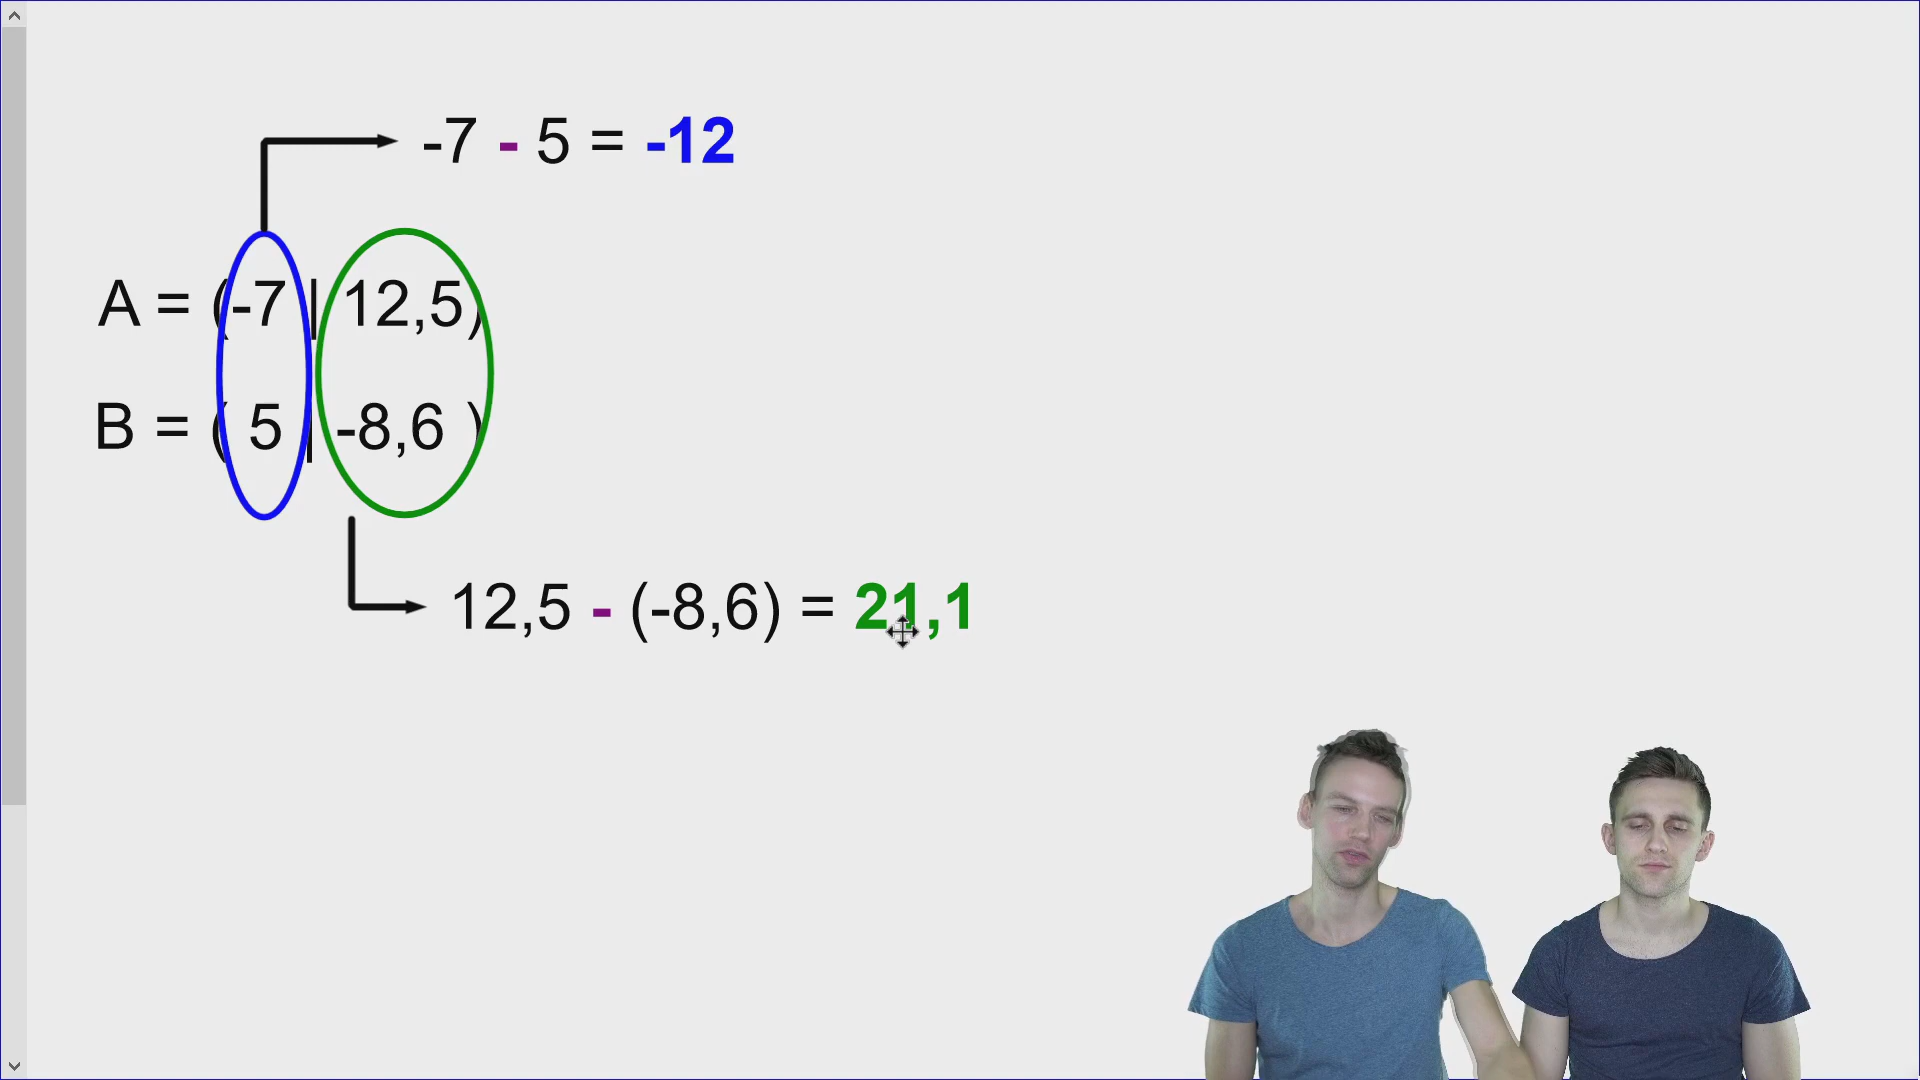 -7 - 5 = -12
A = (-7 | 12,5)
B = ( 5 | -8,6 )
12,5 - (-8,6) = 21,1